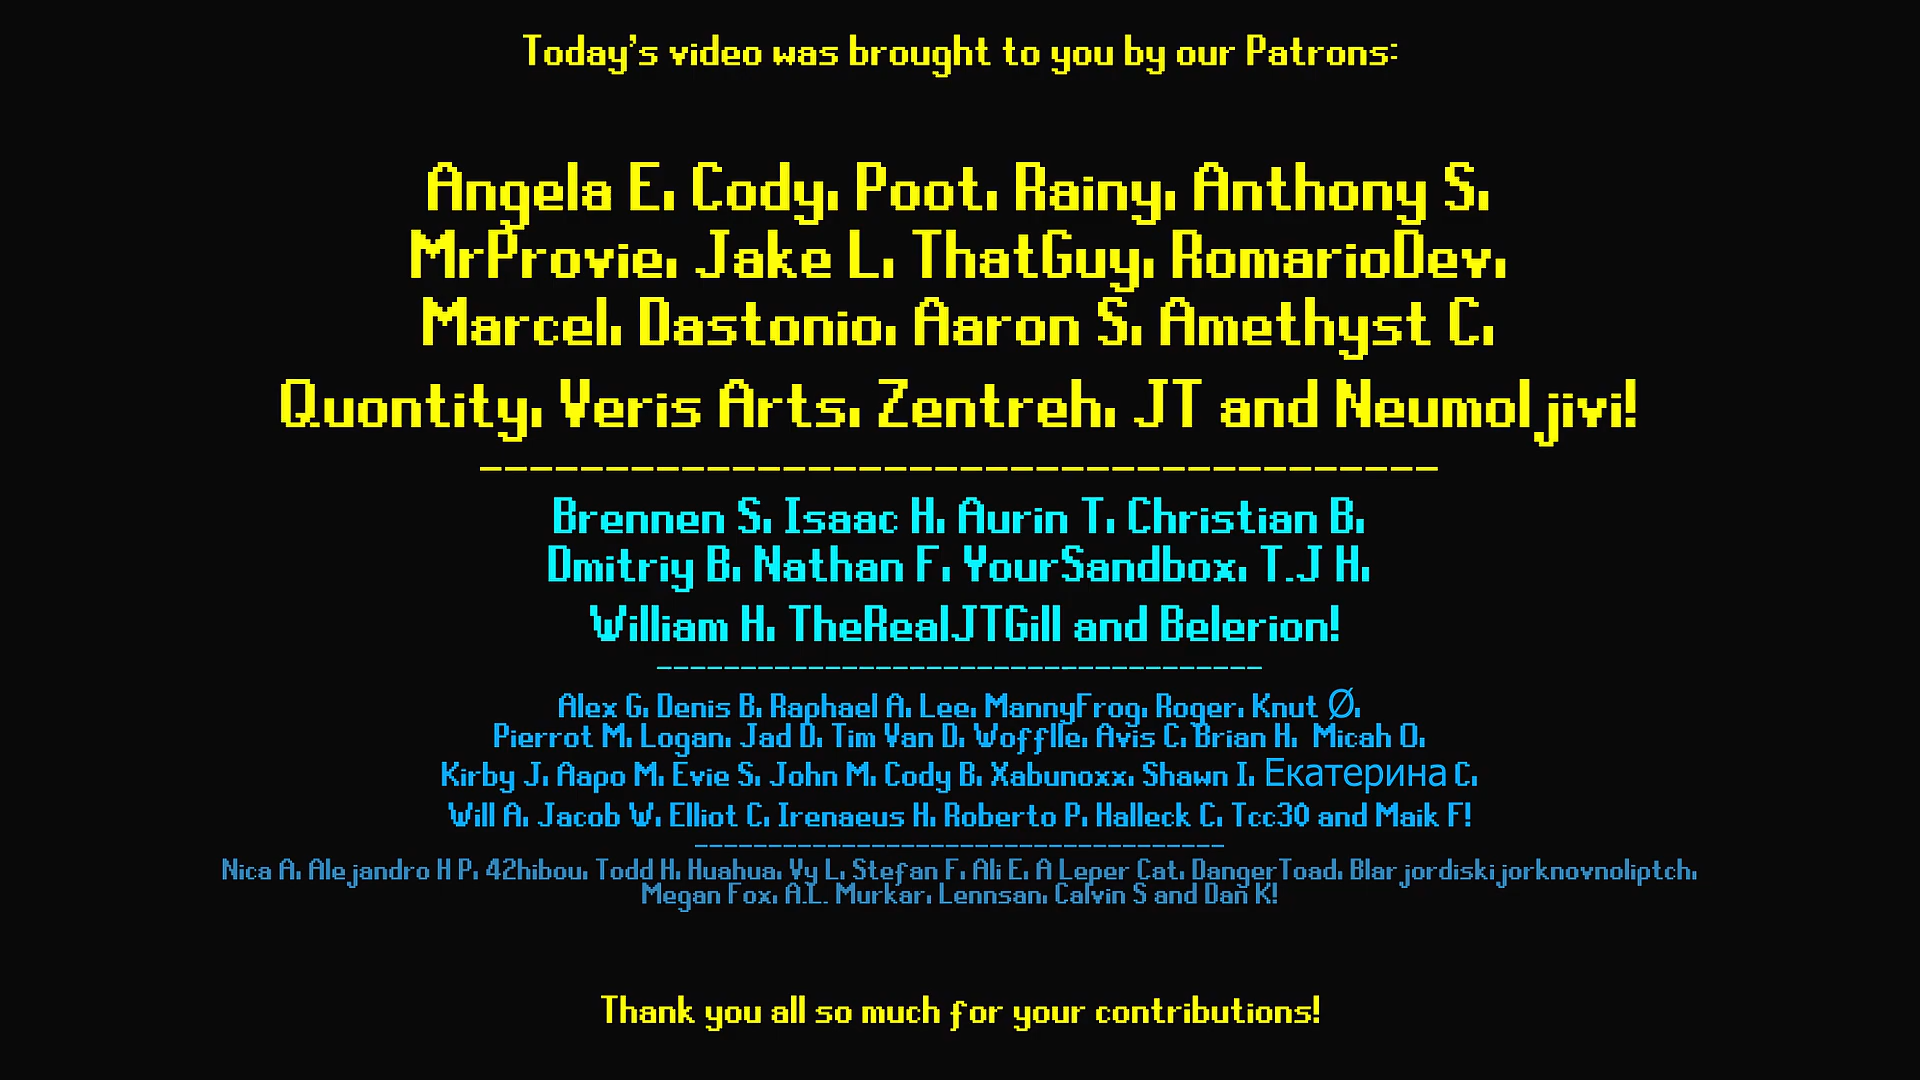 Today's video was brought to you by our Patrons:
Angela E, Cody, Poot, Rainy, Anthony S,
MrProvie, Jake L, ThatGuy, RomarioDev,
Marcel, Dastonio, Aaron S, Amethyst C,
Quontity, Veris Arts, Zentreh, JT and Neumoljivi!
--------------------------------------
Brennen S, Isaac H, Aurin T, Christian B,
Dmitriy B, Nathan F, YourSandbox, T.J H,
William H, TheRealJTGill and Belerion!
------------------------------------
Alex G, Denis B, Raphael A, Lee, MannyFrog, Roger, Knut Ø,
Pierrot M, Logan, Jad D, Tim Van D, Wofflle, Avis C, Brian H, Micah O,
Kirby J, Aapo M, Evie S, John M, Cody B, Xabunoxx, Shawn I, Екатерина C,
Will A, Jacob W, Elliot C, Irenaeus H, Roberto P, Halleck C, Tcc30 and Maik F!
------------------------------------
Nica A, Alejandro H P, 42hibou, Todd H, Huahua, Vy L, Stefan F, Ali E, A Leper Cat, DangerToad, Blarjordiskijorknovnoliptch,
Megan Fox, A.L. Murkar, Lennsan, Calvin S and Dan K!
Thank you all so much for your contributions!